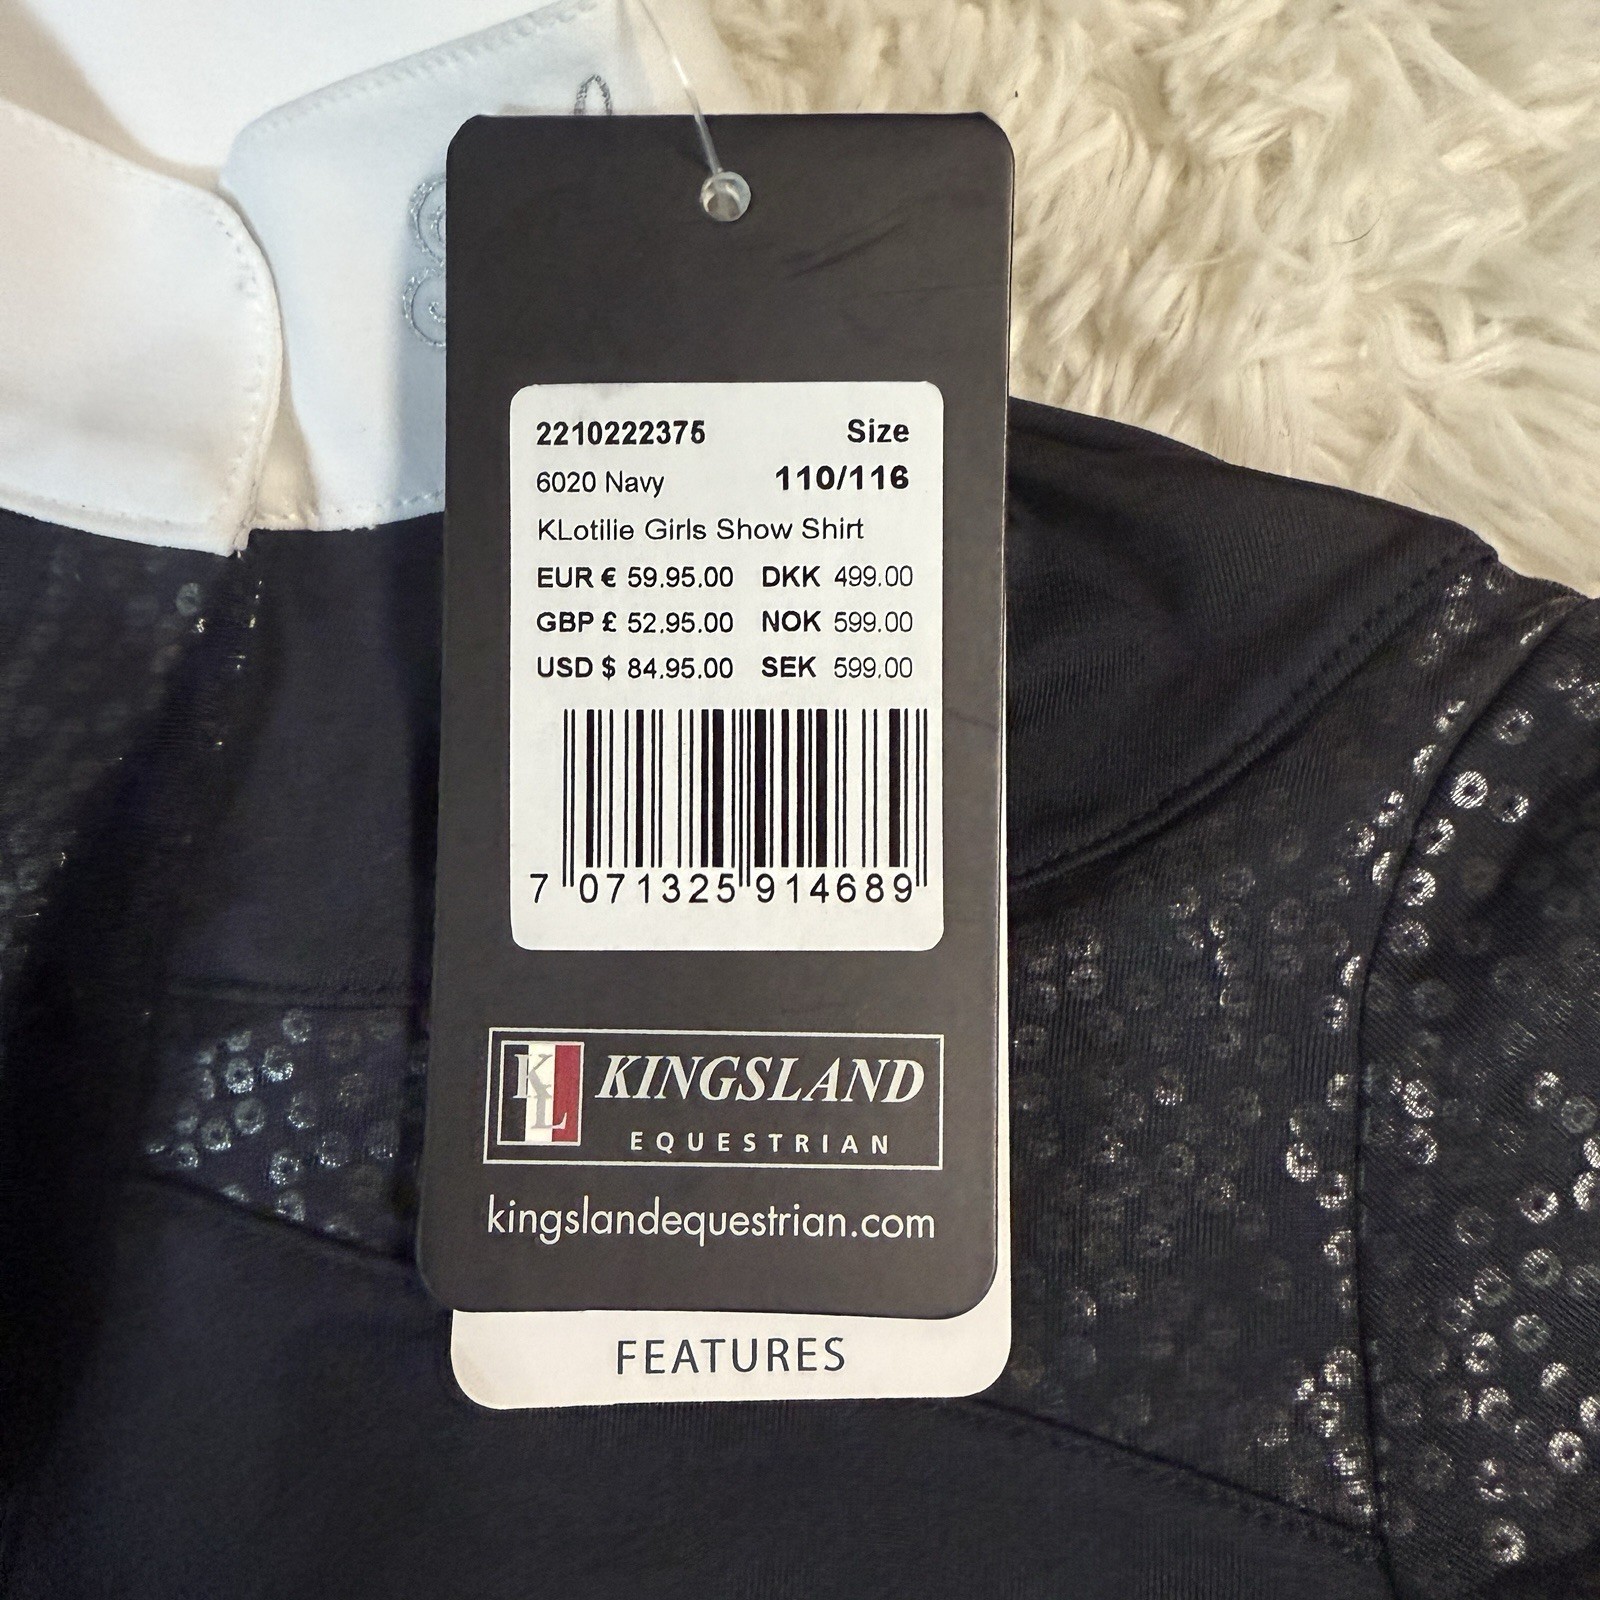 2210222375 Size
6020 Navy 110/116
KLotilie Girls Show Shirt
EUR € 59.95.00 DKK 499.00
GBP £ 52.95.00 NOK 599.00
USD $ 84.95.00 SEK 599.00
7 071325 914689
KL
KINGSLAND
EQUESTRIAN
kingslandequestrian.com
FEATURES